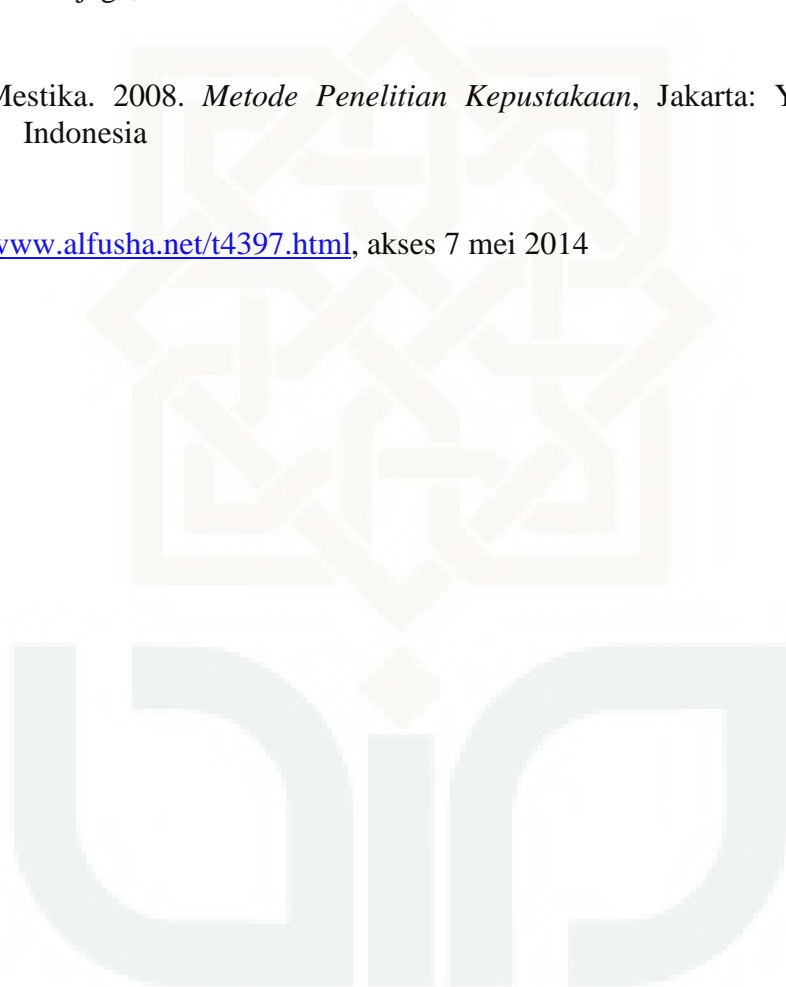 Mestika. 2008. Metode Penelitian Kepustakaan, Jakarta:
Indonesia
www.alfusha.net/t4397.html, akses 7 mei 2014